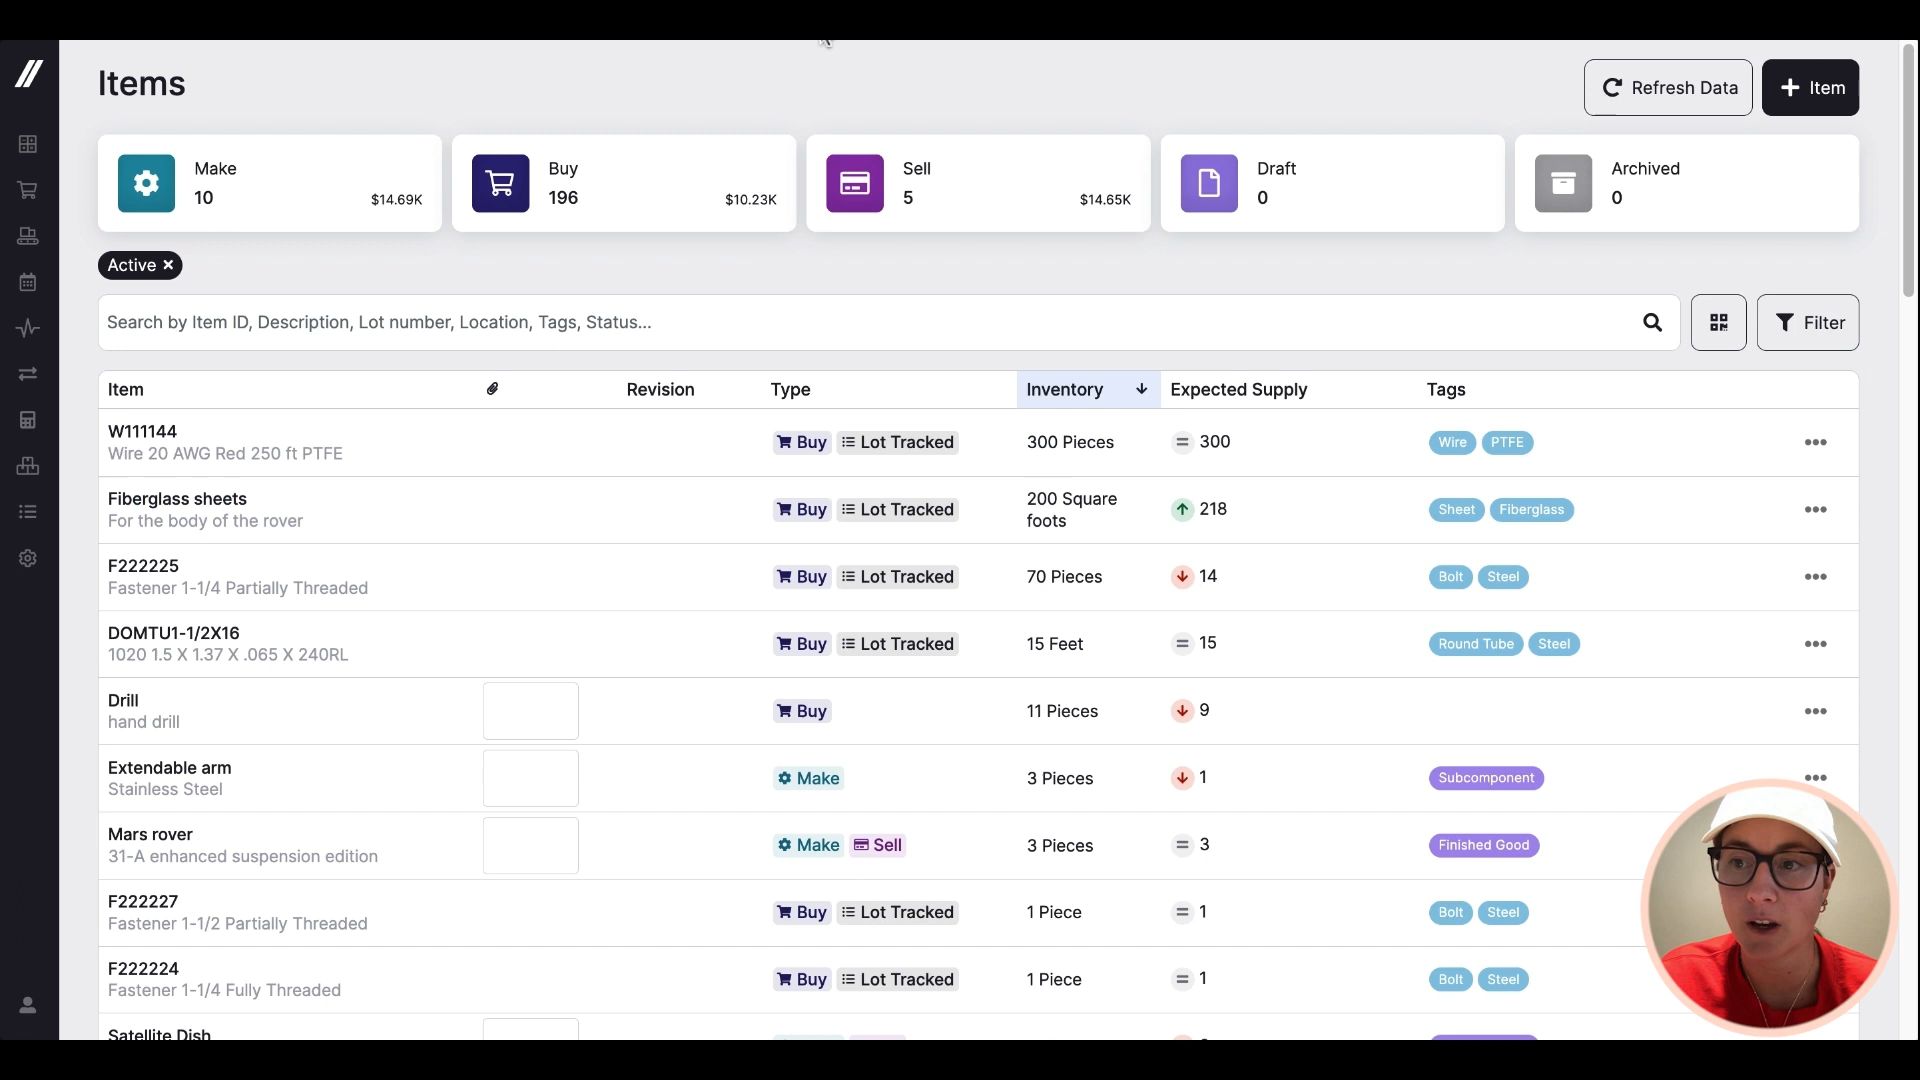 Items
Refresh Data
Item
Make
10
$14.69K
Buy
196
$10.23K
Sell
5
$14.65K
Draft
0
Archived
0
Active
Search by Item ID, Description, Lot number, Location, Tags, Status...
Filter
Item Revision Type Inventory Expected Supply Tags
W111144
Wire 20 AWG Red 250 ft PTFE
Buy Lot Tracked 300 Pieces 300 Wire PTFE
Fiberglass sheets
For the body of the rover
Buy Lot Tracked
200 Square
foots
218 Sheet Fiberglass
F222225
Fastener 1-1/4 Partially Threaded
Buy Lot Tracked 70 Pieces 14 Bolt Steel
DOMTU1-1/2X16
1020 1.5 X 1.37 X .065 X 240RL
Buy Lot Tracked 15 Feet 15 Round Tube Steel
Drill
hand drill
Buy 11 Pieces 9
Extendable arm
Stainless Steel
Make 3 Pieces 1 Subcomponent
Mars rover
31-A enhanced suspension edition
Make Sell 3 Pieces 3 Finished Good
F222227
Fastener 1-1/2 Partially Threaded
Buy Lot Tracked 1 Piece 1 Bolt Steel
F222224
Fastener 1-1/4 Fully Threaded
Buy Lot Tracked 1 Piece 1 Bolt Steel
Satellite Dish